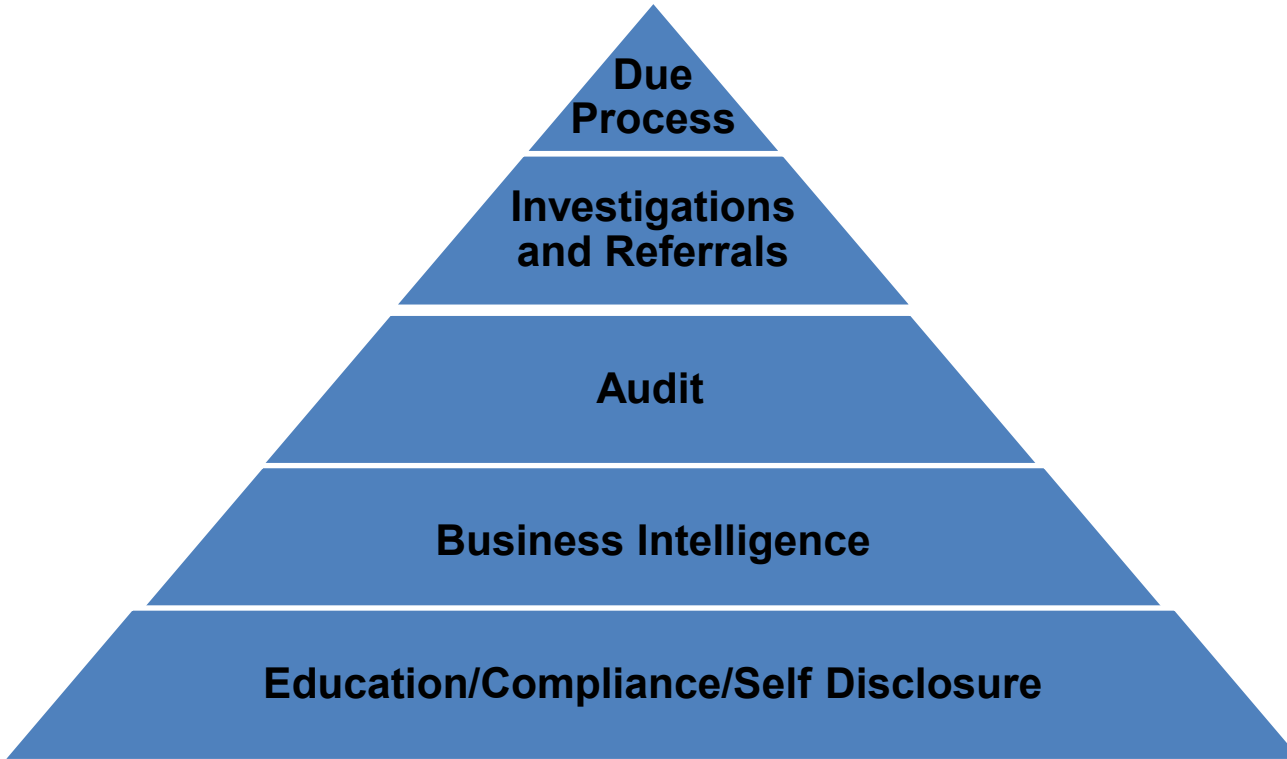 Due
Process
Investigations
and Referrals
Audit
Business Intelligence
Education/Compliance/Self Disclosure